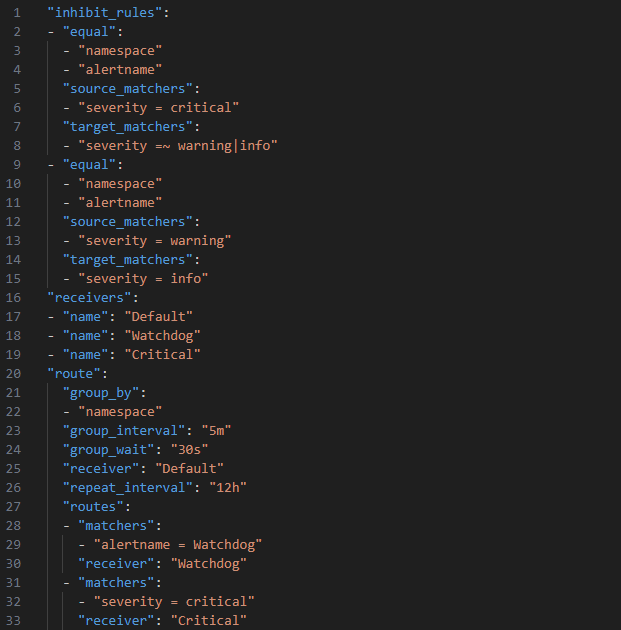 1 "inhibit_rules":
2 - "equal":
3   - "namespace"
4   - "alertname"
5   "source_matchers":
6   - "severity = critical"
7   "target_matchers":
8   - "severity =~ warning|info"
9 - "equal":
10   - "namespace"
11   - "alertname"
12   "source_matchers":
13   - "severity = warning"
14   "target_matchers":
15   - "severity = info"
16 "receivers":
17 - "name": "Default"
18 - "name": "Watchdog"
19 - "name": "Critical"
20 "route":
21   "group_by":
22   - "namespace"
23   "group_interval": "5m"
24   "group_wait": "30s"
25   "receiver": "Default"
26   "repeat_interval": "12h"
27   "routes":
28   - "matchers":
29     - "alertname = Watchdog"
30     "receiver": "Watchdog"
31   - "matchers":
32     - "severity = critical"
33     "receiver": "Critical"